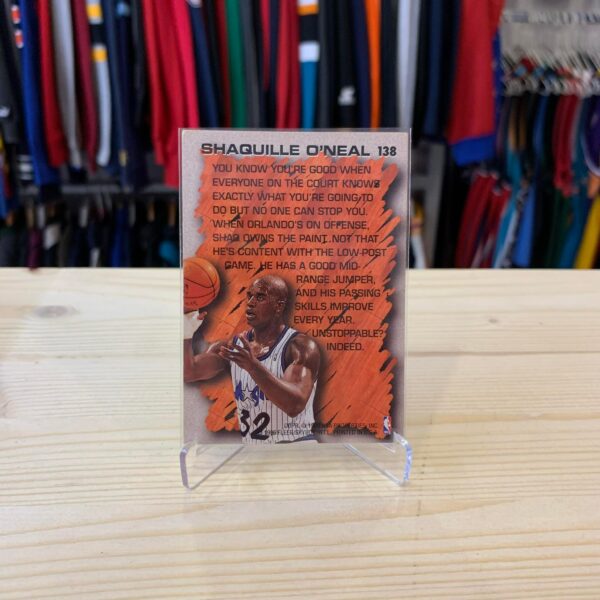 SHAQUILLE O'NEAL 138
YOU KNOW YOU'RE GOOD WHEN
EVERYONE ON THE COURT KNOWS
EXACTLY WHAT YOU'RE GOING TO
DO BUT NO ONE CAN STOP YOU.
WHEN ORLANDO'S ON OFFENSE,
SHAQ OWNS THE PAINT. NOT THAT
HE'S CONTENT WITH THE LOW-POST
GAME. HE HAS A GOOD MID-
RANGE JUMPER,
AND HIS PASSING
SKILLS IMPROVE
EVERY YEAR.
UNSTOPPABLE?
INDEED.
32
PROPERTIES, INC.